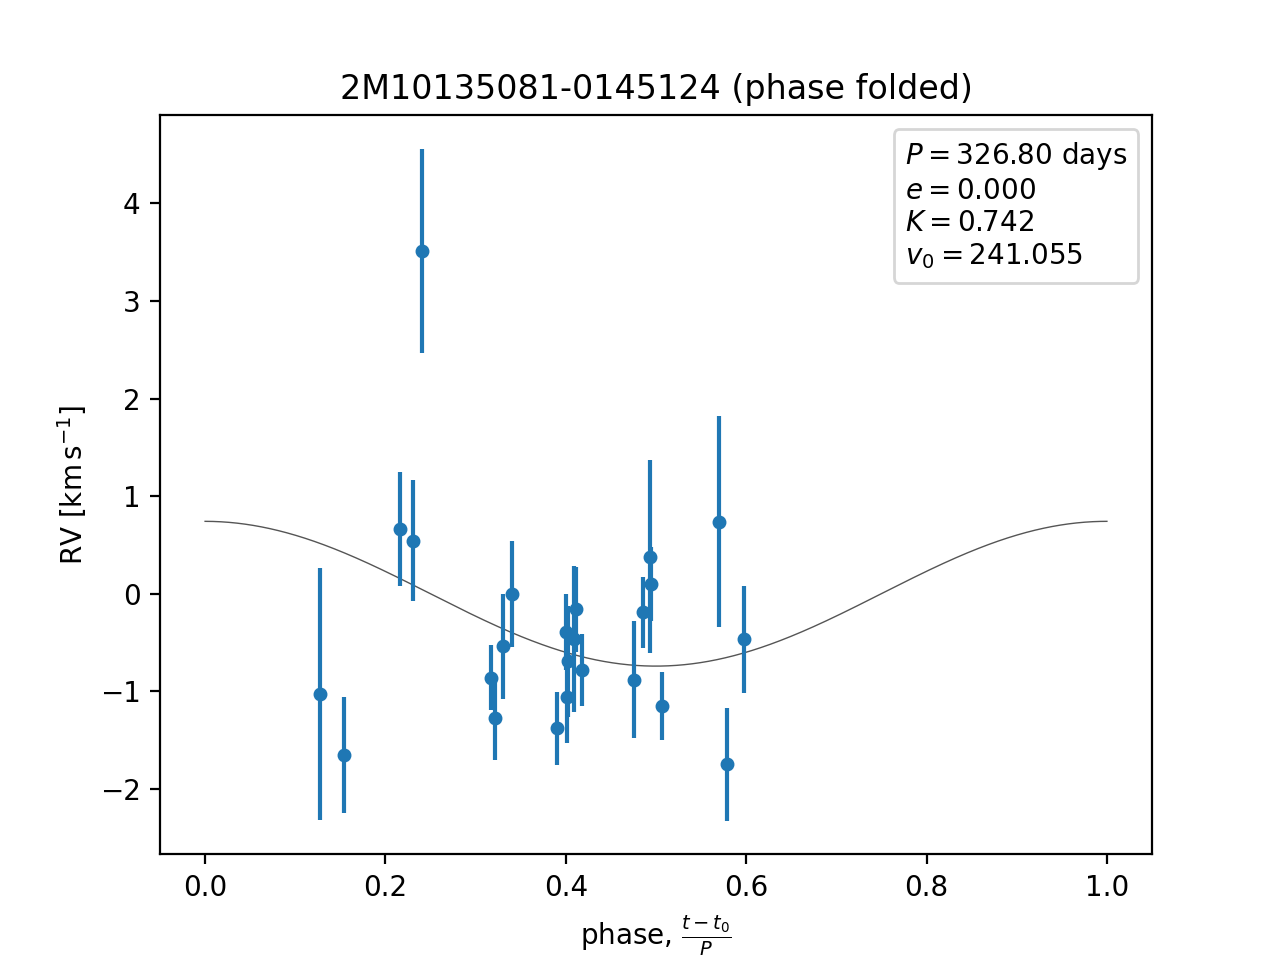 2M10135081-0145124 (phase folded)
P = 326.80 days
e = 0.000
K = 0.742
v₀ = 241.055
4
3
2
1
0
−1
−2
RV [km s⁻¹]
0.0 0.2 0.4 0.6 0.8 1.0
phase, (t − t₀)/P